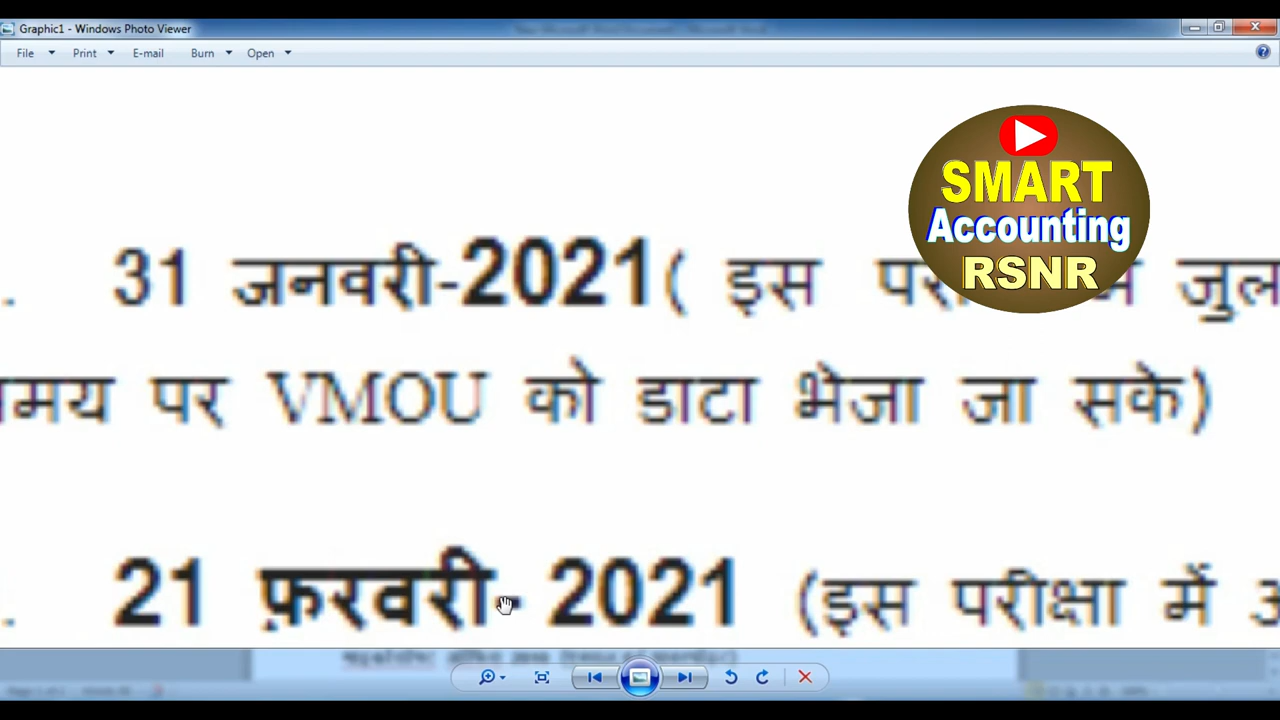 Graphic1 - Windows Photo Viewer
File Print E-mail Burn Open
SMART
Accounting
RSNR
31 जनवरी-2021( इस
पर VMOU को डाटा भेजा जा सके)
21 फ़रवरी- 2021 (इस परीक्षा में